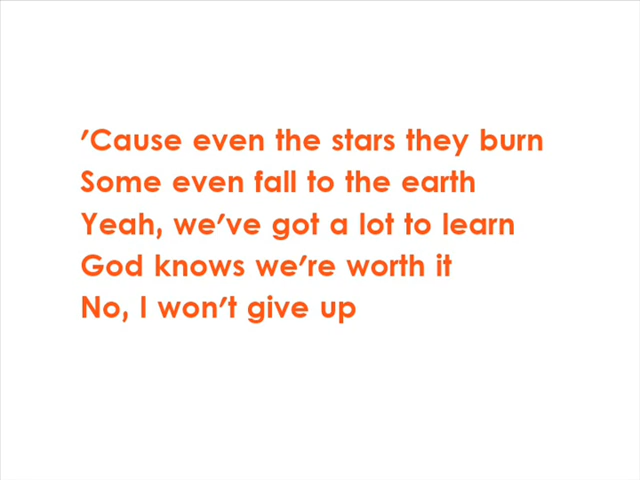 'Cause even the stars they burn
Some even fall to the earth
Yeah, we've got a lot to learn
God knows we're worth it
No, I won't give up